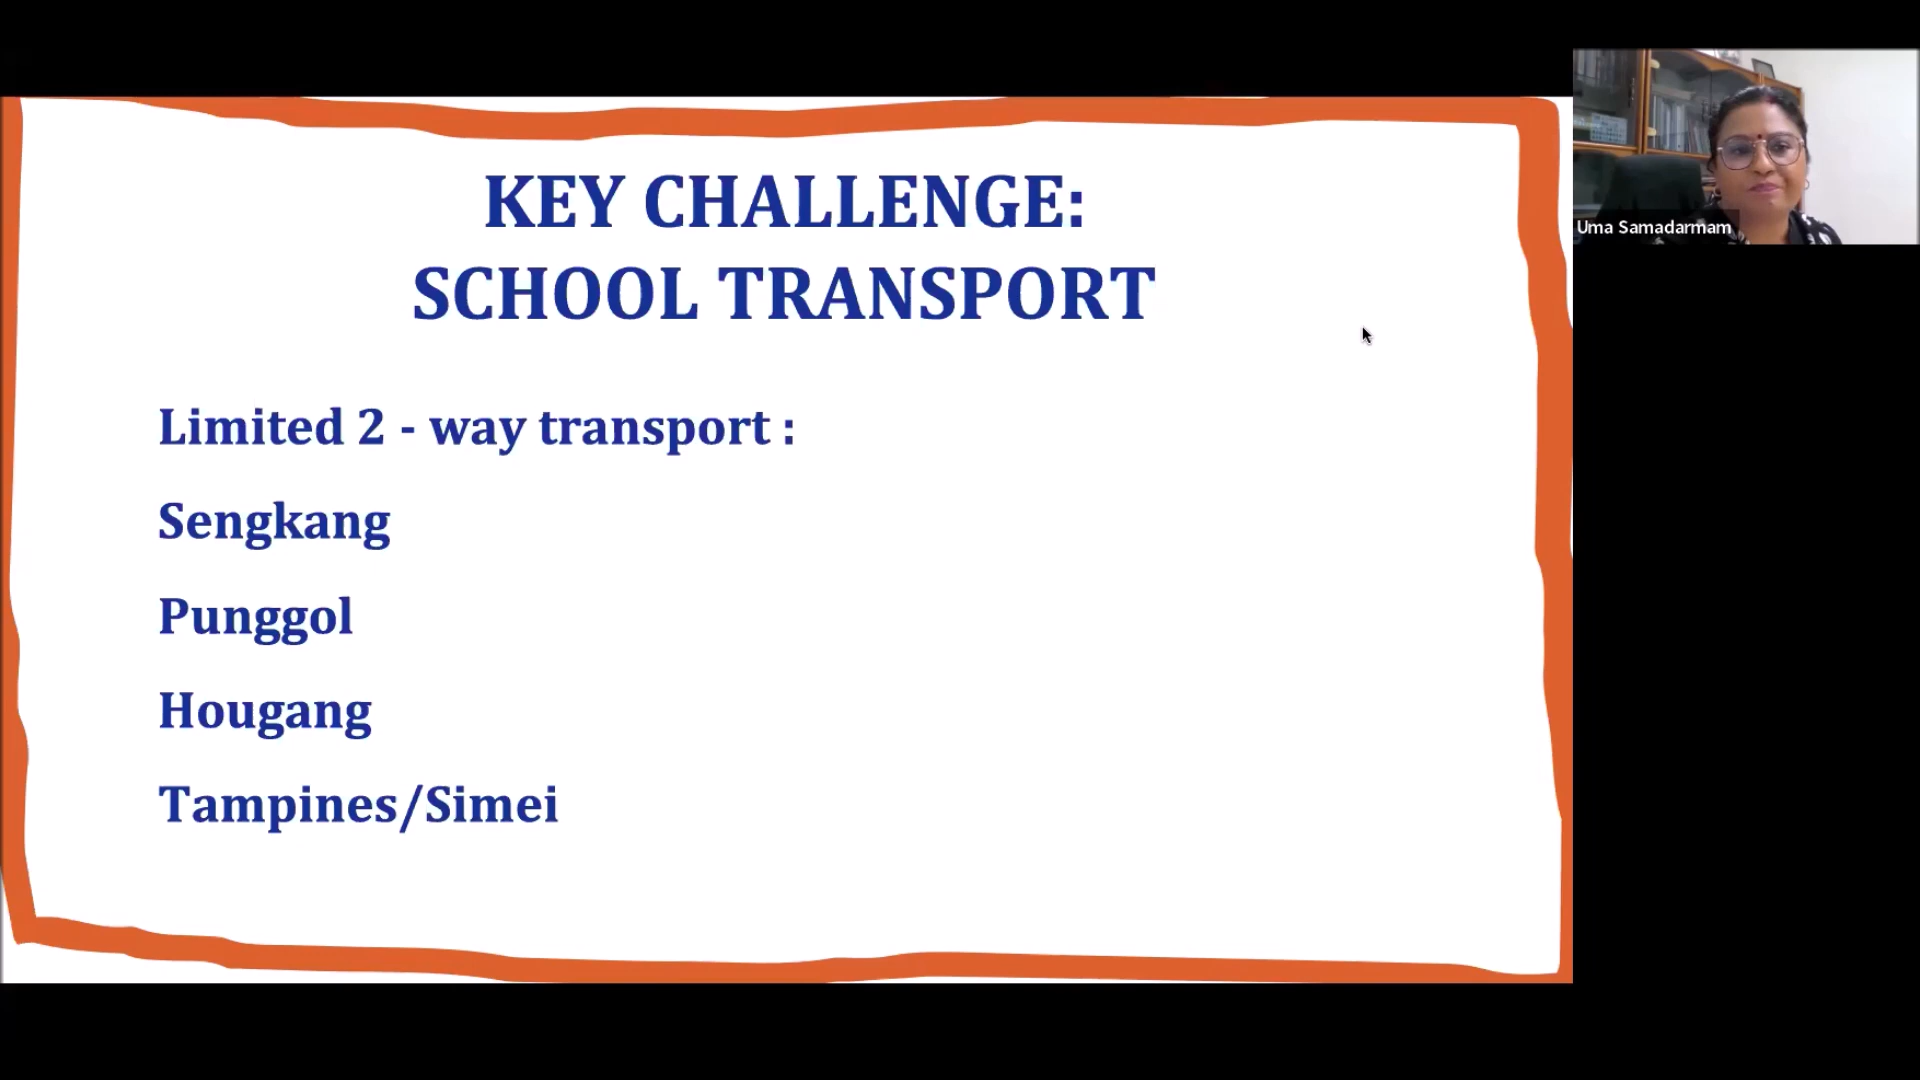 KEY CHALLENGE:
SCHOOL TRANSPORT
Limited 2 - way transport :
Sengkang
Punggol
Hougang
Tampines/Simei
Uma Samadarmam